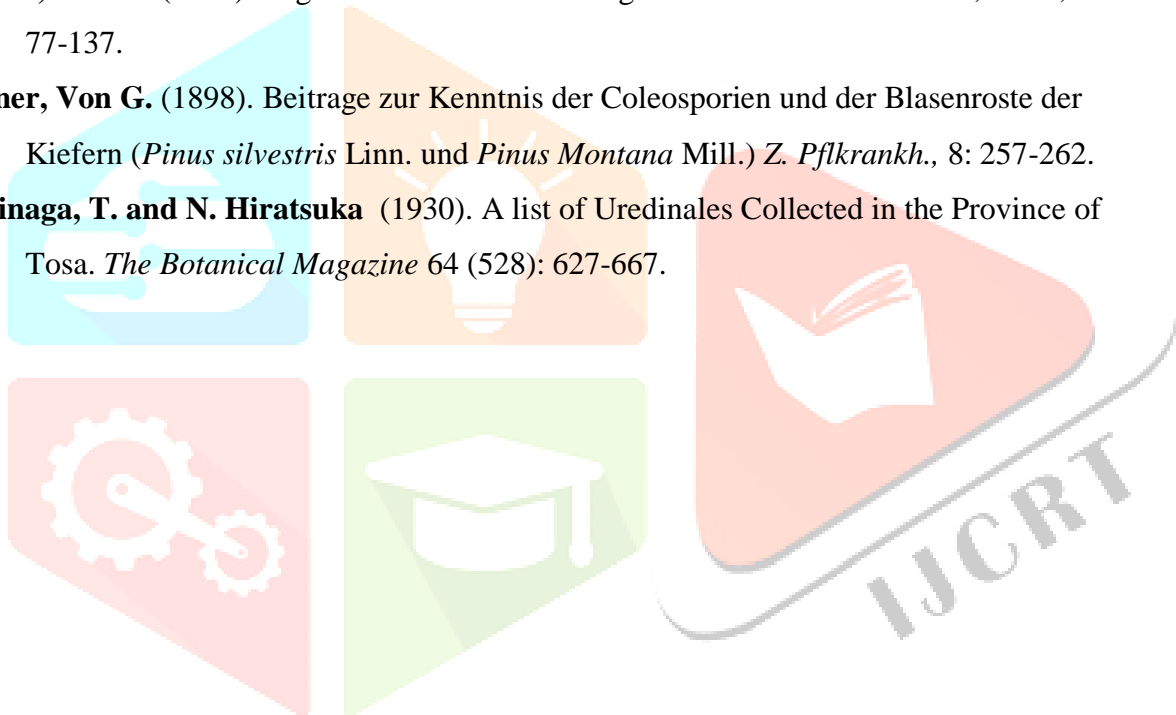 77-137.
ner, Von G. (1898). Beitrage zur Kenntnis der Coleosporien und der Blasenroste der
Kiefern (Pinus silvestris Linn. und Pinus Montana Mill.) Z. Pflkrankh., 8: 257-262.
inaga, T. and N. Hiratsuka (1930). A list of Uredinales Collected in the Province of
Tosa. The Botanical Magazine 64 (528): 627-667.
IJCRT